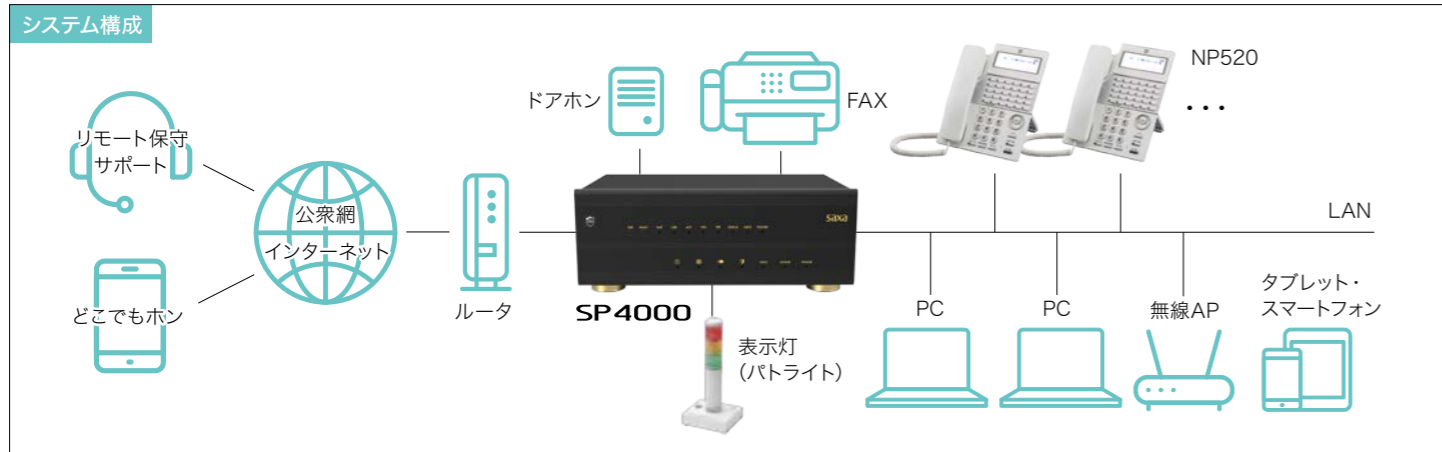 システム構成
リモート保守
サポート
公衆網
インターネット
どこでもホン
ルータ
ドアホン
FAX
NP520
・・・
saxa
SP4000
表示灯
（パトライト）
LAN
PC
PC
無線AP
タブレット・
スマートフォン